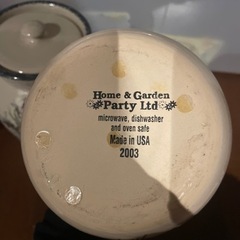 Home & Garden
Party Ltd
microwave, dishwasher
and oven safe
Made in USA
2003